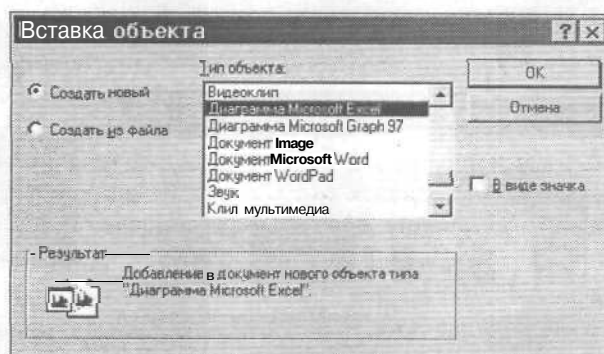 Вставка объекта
Тип объекта:
Создать новый
Создать из файла
Видеоклип
Диаграмма Microsoft Excel
Диаграмма Microsoft Graph 97
Документ Image
Документ Microsoft Word
Документ WordPad
Звук
Клип мультимедиа
OK
Отмена
В виде значка
Результат
Добавление в документ нового объекта типа
"Диаграмма Microsoft Excel".